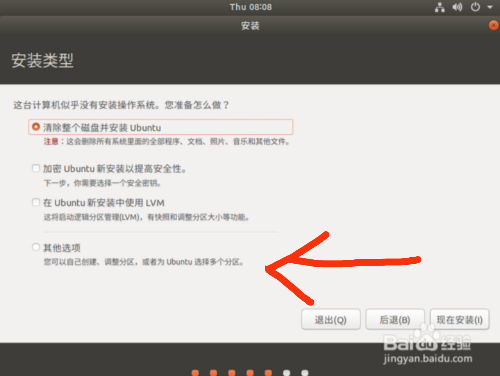 Thu 08:08
安装
安装类型
这台计算机似乎没有安装操作系统。您准备怎么做？
清除整个磁盘并安装 Ubuntu
注意：这会删除所有系统里面的全部程序、文档、照片、音乐和其他文件。
加密 Ubuntu 新安装以提高安全性。
下一步，你需要选择一个安全密钥。
在 Ubuntu 新安装中使用 LVM
这将启动逻辑分区管理(LVM)，有快照和调整分区大小等功能。
其他选项
您可以自己创建、调整分区，或者为 Ubuntu 选择多个分区。
退出(Q)
后退(B)
现在安装(I)
Baidu 经验
jingyan.baidu.com